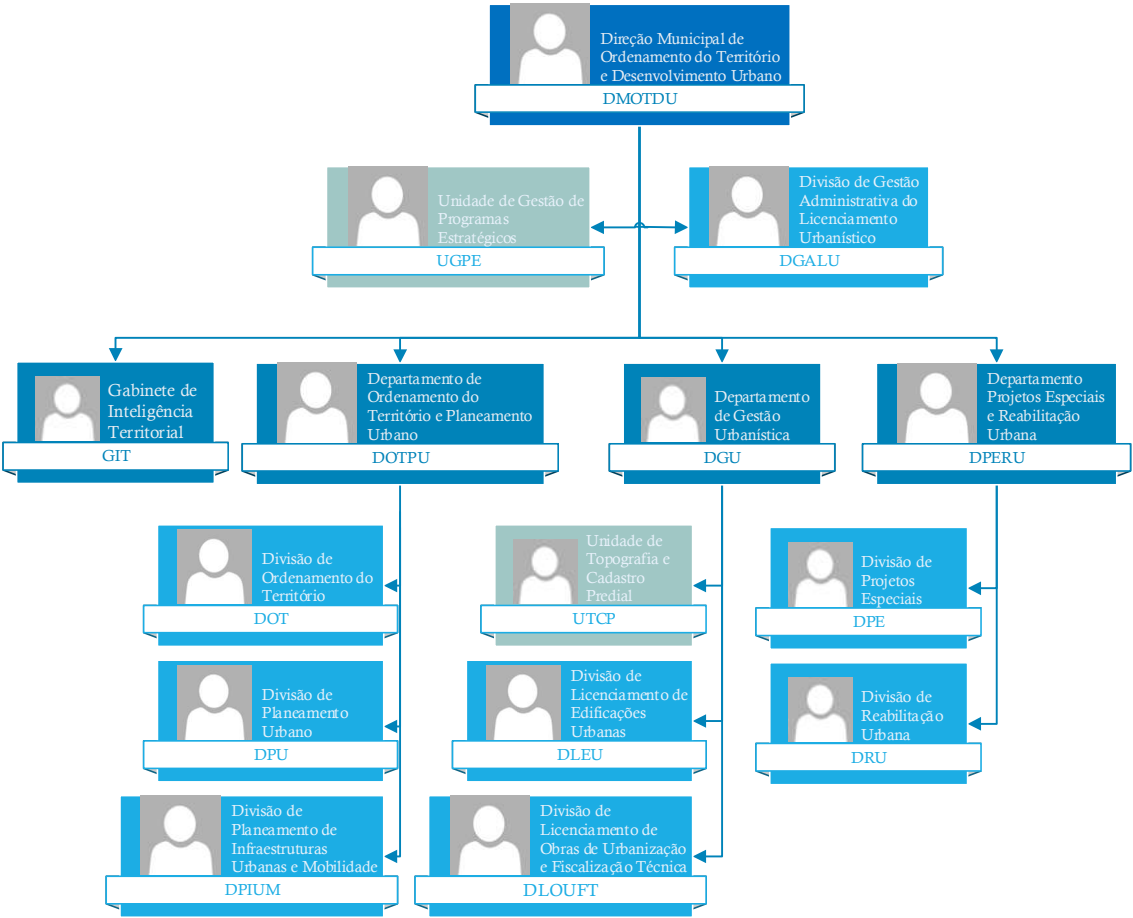 Direção Municipal de
Ordenamento do Território
e Desenvolvimento Urbano
DMOTDU
Unidade de Gestão de
Programas
Estratégicos
UGPE
Divisão de Gestão
Administrativa do
Licenciamento
Urbanístico
DGALU
Gabinete de
Inteligência
Territorial
GIT
Departamento de
Ordenamento do
Território e Planeamento
Urbano
DOTPU
Departamento
de Gestão
Urbanística
DGU
Departamento
Projetos Especiais
e Reabilitação
Urbana
DPERU
Divisão de
Ordenamento do
Território
DOT
Unidade de
Topografia e
Cadastro
Predial
UTCP
Divisão de
Projetos
Especiais
DPE
Divisão de
Planeamento
Urbano
DPU
Divisão de
Licenciamento de
Edificações
Urbanas
DLEU
Divisão de
Reabilitação
Urbana
DRU
Divisão de
Planeamento de
Infraestruturas
Urbanas e Mobilidade
DPIUM
Divisão de
Licenciamento de
Obras de Urbanização
e Fiscalização Técnica
DLOUFT